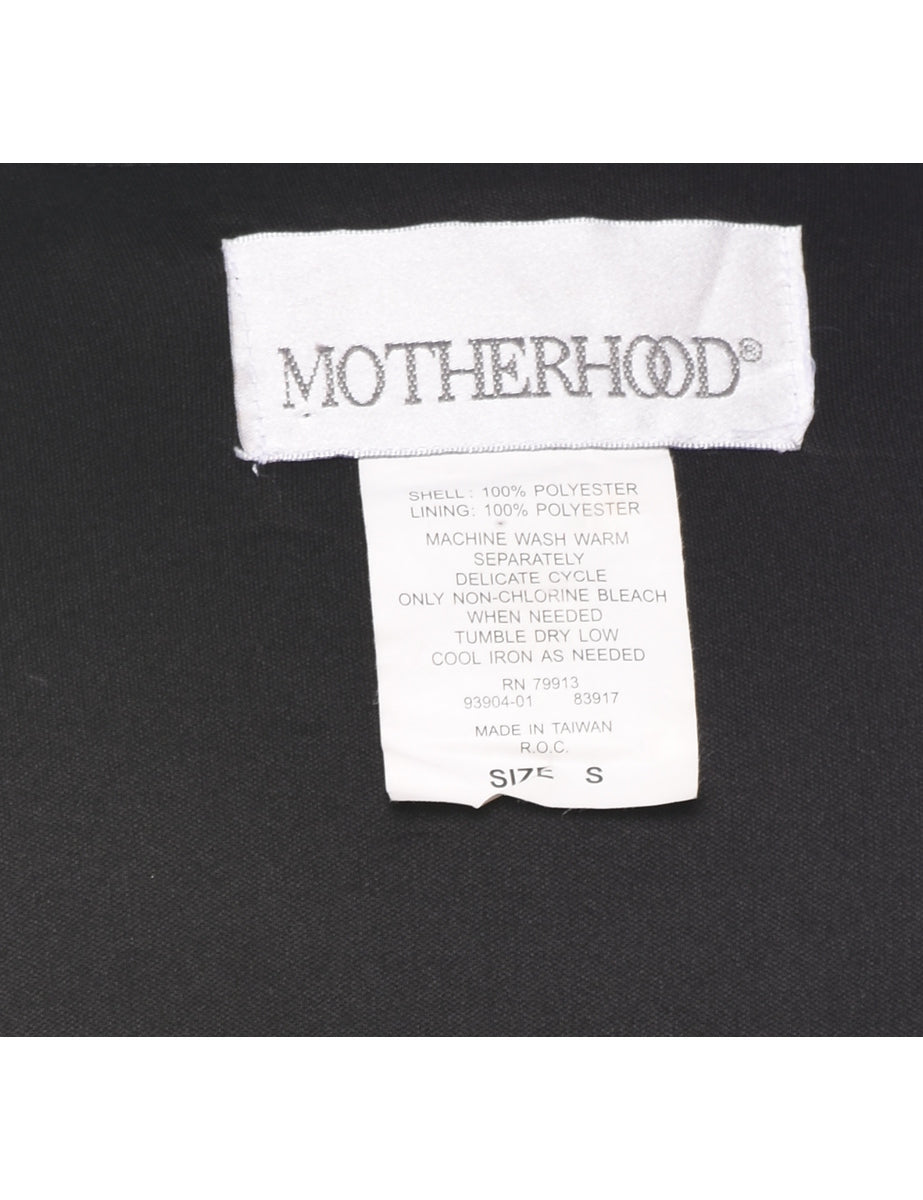 MOTHERHOOD®
SHELL: 100% POLYESTER
LINING: 100% POLYESTER
MACHINE WASH WARM
SEPARATELY
DELICATE CYCLE
ONLY NON-CHLORINE BLEACH
WHEN NEEDED
TUMBLE DRY LOW
COOL IRON AS NEEDED
RN 79913
93904-01 83917
MADE IN TAIWAN
R.O.C.
SIZE S